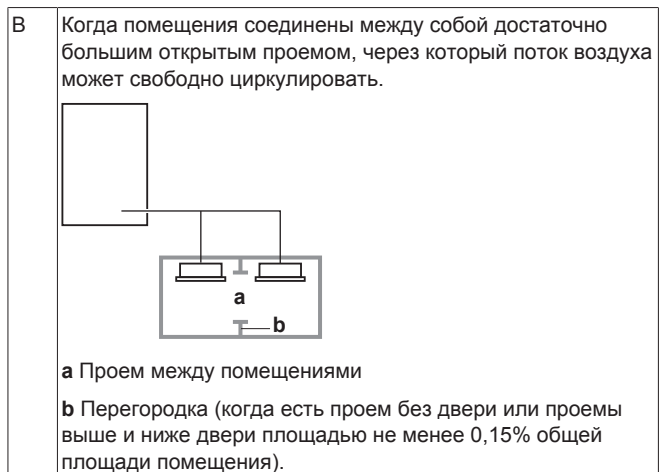 B
Когда помещения соединены между собой достаточно
большим открытым проемом, через который поток воздуха
может свободно циркулировать.
a
b
a Проем между помещениями
b Перегородка (когда есть проем без двери или проемы
выше и ниже двери площадью не менее 0,15% общей
площади помещения).